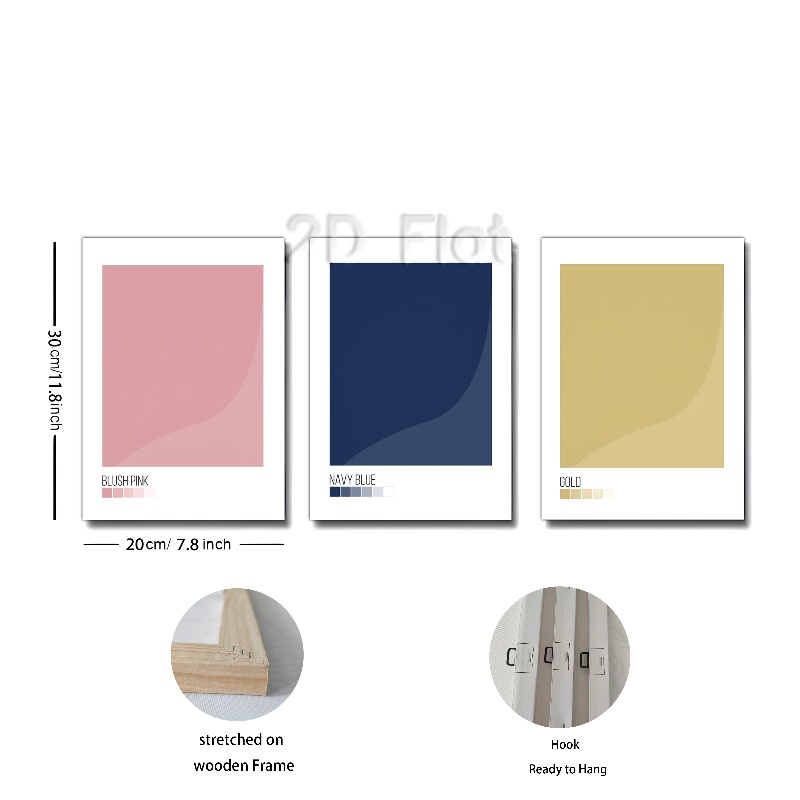 2D Flat
30cm/11.8inch
BLUSH PINK
NAVY BLUE
GOLD
20cm/ 7.8 inch
stretched on
wooden Frame
Hook
Ready to Hang